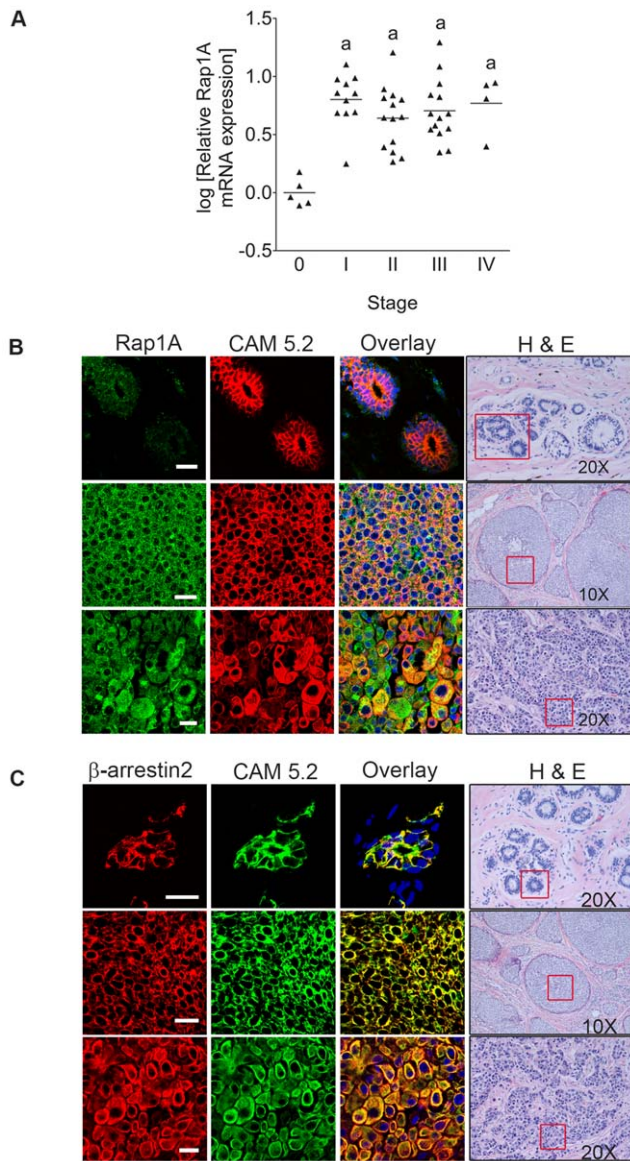 A
log [Relative Rap1A
mRNA expression]
1.5
1.0
0.5
0.0
-0.5
a a a a
0 I II III IV
Stage
B
Rap1A CAM 5.2 Overlay H & E
20X
10X
20X
C
β-arrestin2 CAM 5.2 Overlay H & E
20X
10X
20X